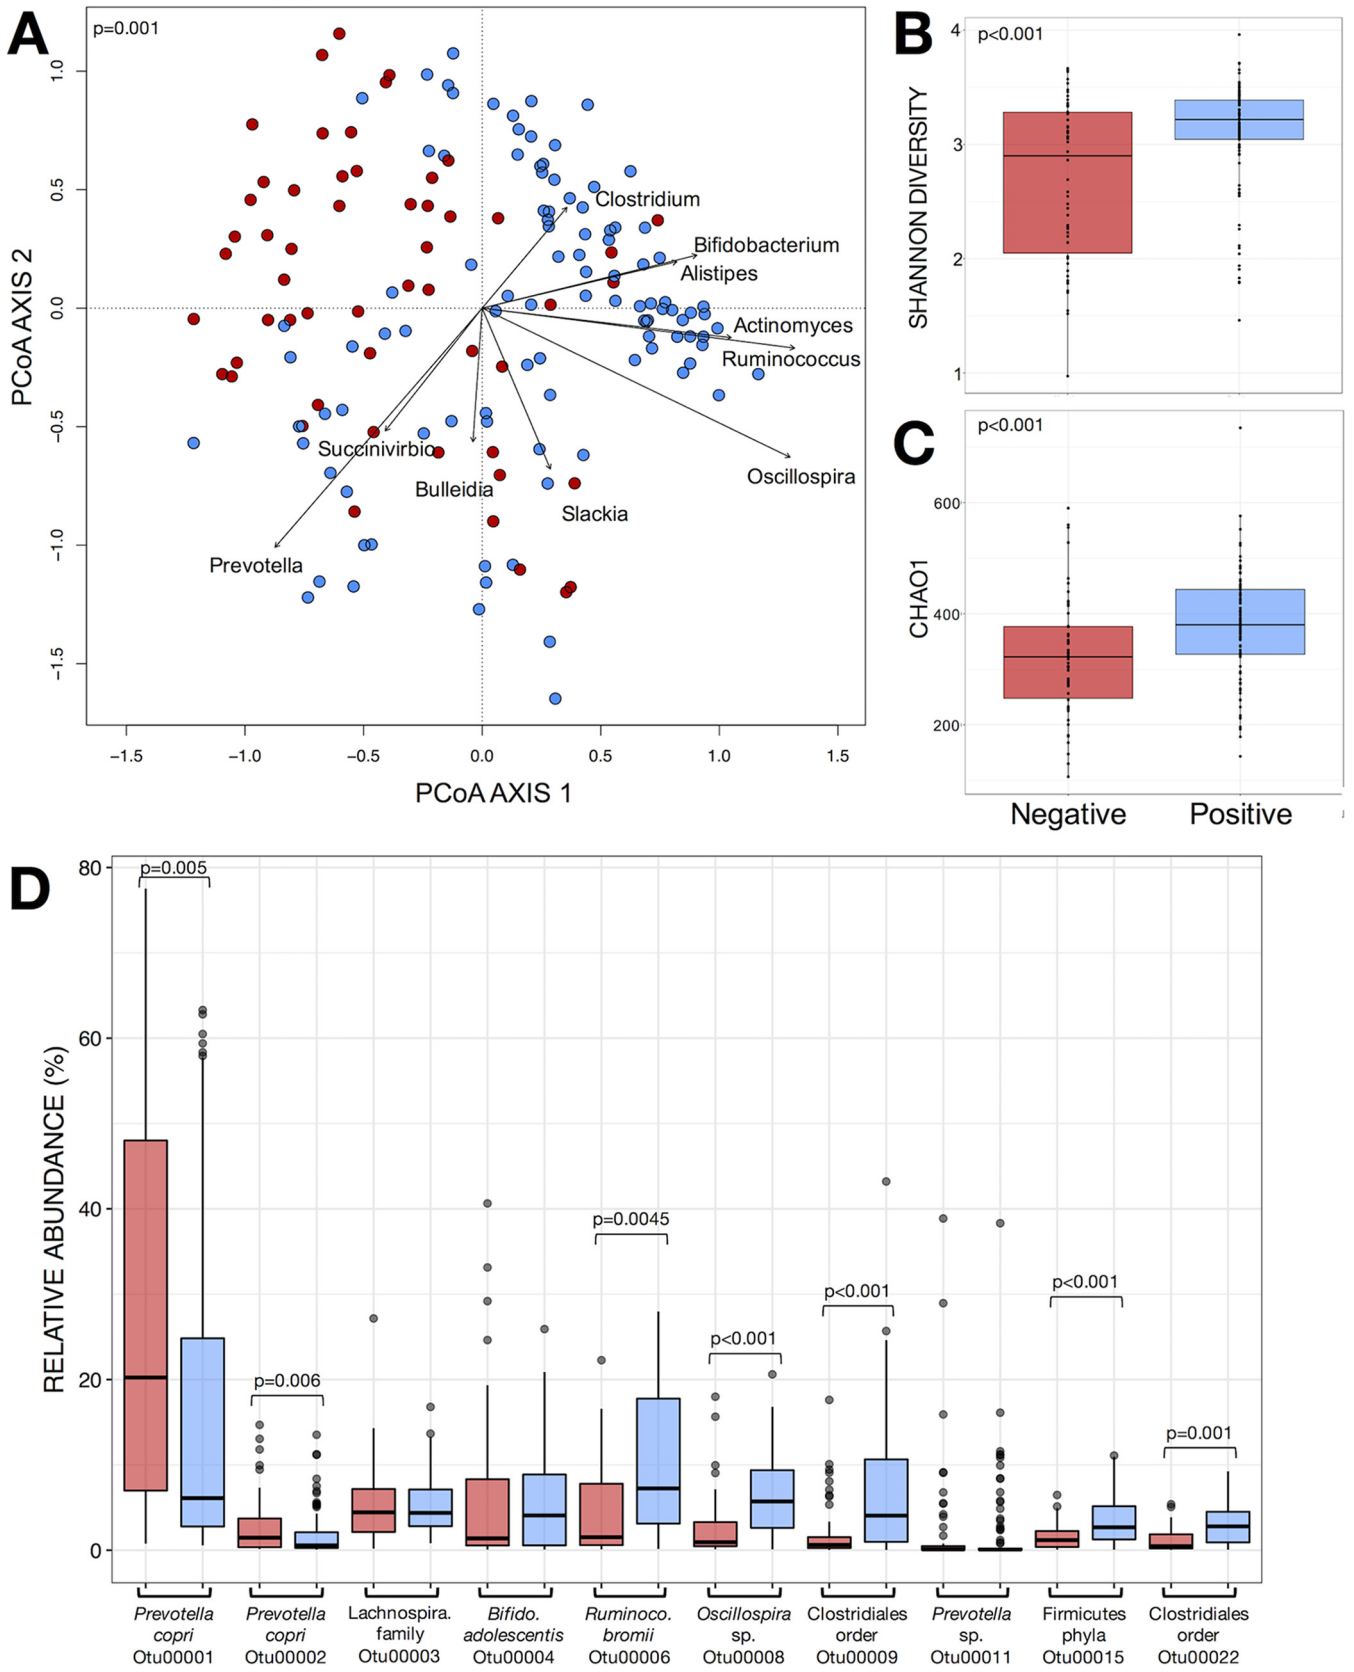 A
p=0.001
PCoA AXIS 2
1.0
0.5
0.0
−0.5
−1.0
−1.5
Clostridium
Bifidobacterium
Alistipes
Actinomyces
Ruminococcus
Oscillospira
Succinivirbio
Bulleidia
Slackia
Prevotella
−1.5 −1.0 −0.5 0.0 0.5 1.0 1.5
PCoA AXIS 1
B
p<0.001
SHANNON DIVERSITY
4
3
2
1
C
p<0.001
CHAO1
600
400
200
Negative Positive
D
RELATIVE ABUNDANCE (%)
80
60
40
20
0
p=0.005
p=0.006
p=0.0045
p<0.001
p<0.001
p<0.001
p=0.001
Prevotella Prevotella Lachnospira. Bifido. Ruminoco. Oscillospira Clostridiales Prevotella Firmicutes Clostridiales
copri copri family adolescentis bromii sp. order sp. phyla order
Otu00001 Otu00002 Otu00003 Otu00004 Otu00006 Otu00008 Otu00009 Otu00011 Otu00015 Otu00022